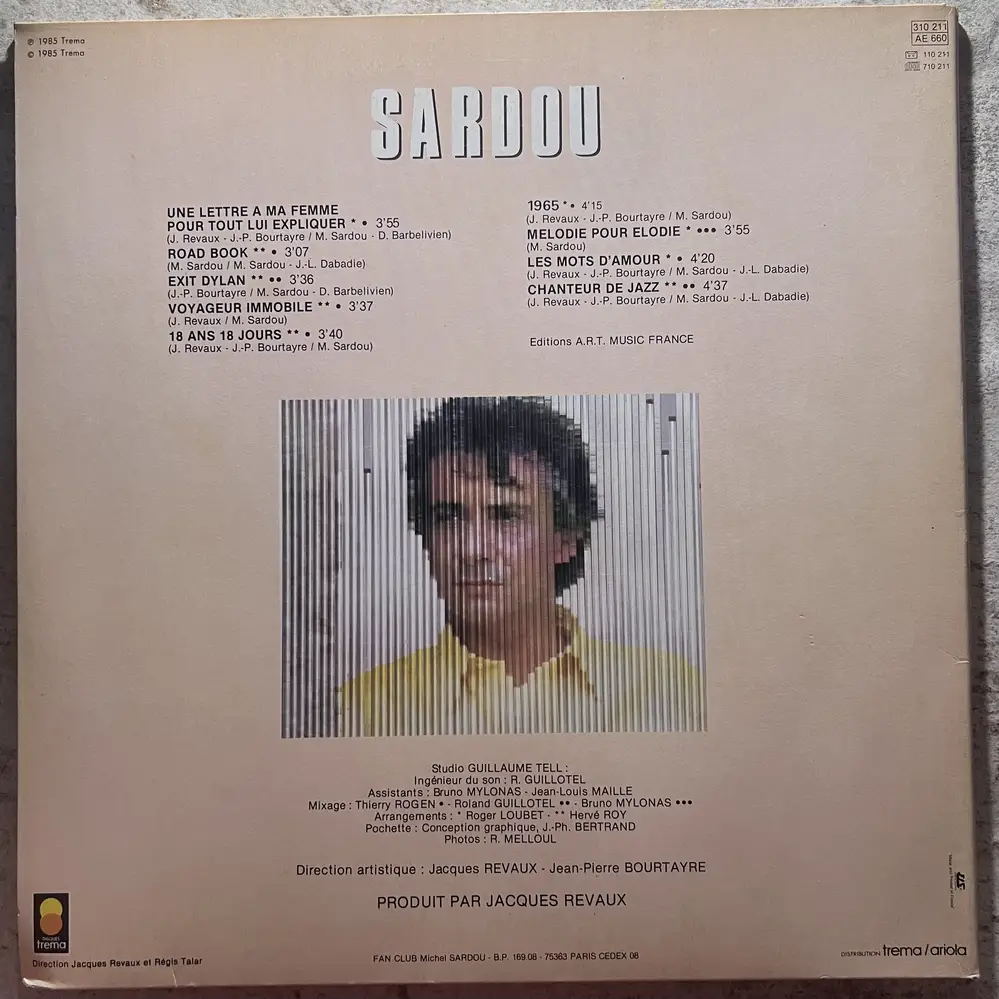 ℗ 1985 Trema
© 1985 Trema
310 211
AE 660
110 211
710 211
SARDOU
UNE LETTRE A MA FEMME
POUR TOUT LUI EXPLIQUER * • 3'55
(J. Revaux - J.-P. Bourtayre / M. Sardou - D. Barbelivien)
ROAD BOOK ** • 3'07
(M. Sardou / M. Sardou - J.-L. Dabadie)
EXIT DYLAN ** •• 3'36
(J.-P. Bourtayre / M. Sardou - D. Barbelivien)
VOYAGEUR IMMOBILE ** • 3'37
(J. Revaux / M. Sardou)
18 ANS 18 JOURS ** • 3'40
(J. Revaux - J.-P. Bourtayre / M. Sardou)
1965 * • 4'15
(J. Revaux - J.-P. Bourtayre / M. Sardou)
MELODIE POUR ELODIE * ••• 3'55
(M. Sardou)
LES MOTS D'AMOUR * • 4'20
(J. Revaux - J.-P. Bourtayre / M. Sardou - J.-L. Dabadie)
CHANTEUR DE JAZZ ** •• 4'37
(J. Revaux - J.-P. Bourtayre / M. Sardou - J.-L. Dabadie)
Editions A.R.T. MUSIC FRANCE
Studio GUILLAUME TELL :
Ingénieur du son : R. GUILLOTEL
Assistants : Bruno MYLONAS - Jean-Louis MAILLE
Mixage : Thierry ROGEN • - Roland GUILLOTEL •• - Bruno MYLONAS •••
Arrangements : * Roger LOUBET - ** Hervé ROY
Pochette : Conception graphique, J.-Ph. BERTRAND
Photos : R. MELLOUL
Direction artistique : Jacques REVAUX - Jean-Pierre BOURTAYRE
PRODUIT PAR JACQUES REVAUX
DISQUES
trema
Direction Jacques Revaux et Régis Talar
FAN CLUB Michel SARDOU - B.P. 169.08 - 75363 PARIS CEDEX 08
DISTRIBUTION trema/ariola